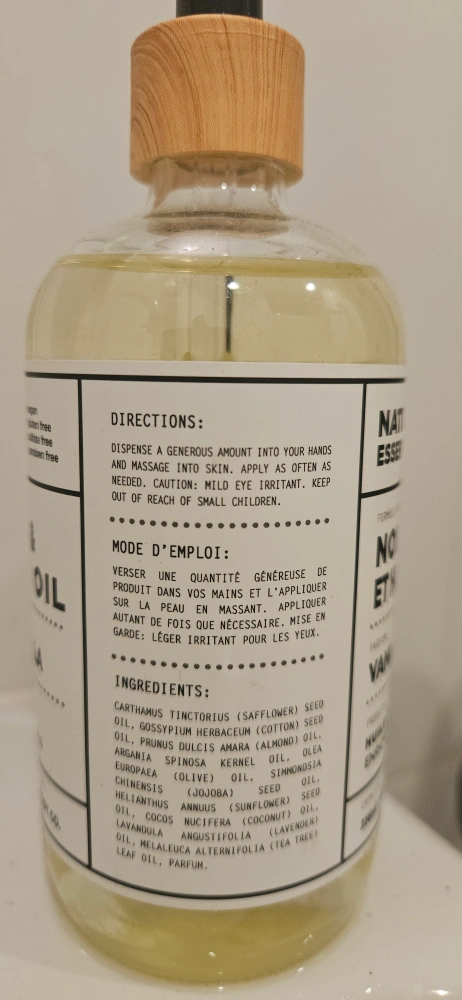 DIRECTIONS:
DISPENSE A GENEROUS AMOUNT INTO YOUR HANDS
AND MASSAGE INTO SKIN. APPLY AS OFTEN AS
NEEDED. CAUTION: MILD EYE IRRITANT. KEEP
OUT OF REACH OF SMALL CHILDREN.
MODE D'EMPLOI:
VERSER UNE QUANTITÉ GÉNÉREUSE DE
PRODUIT DANS VOS MAINS ET L'APPLIQUER
SUR LA PEAU EN MASSANT. APPLIQUER
AUTANT DE FOIS QUE NÉCESSAIRE. MISE EN
GARDE: LÉGER IRRITANT POUR LES YEUX.
INGREDIENTS:
CARTHAMUS TINCTORIUS (SAFFLOWER) SEED
OIL, GOSSYPIUM HERBACEUM (COTTON) SEED
OIL, PRUNUS DULCIS AMARA (ALMOND) OIL,
ARGANIA SPINOSA KERNEL OIL, OLEA
EUROPAEA (OLIVE) OIL, SIMMONDSIA
CHINENSIS (JOJOBA) SEED OIL,
HELIANTHUS ANNUUS (SUNFLOWER) SEED
OIL, COCOS NUCIFERA (COCONUT) OIL,
LAVANDULA ANGUSTIFOLIA (LAVENDER)
OIL, MELALEUCA ALTERNIFOLIA (TEA TREE)
LEAF OIL, PARFUM.
free
free
free
&
OIL
CO.
ET